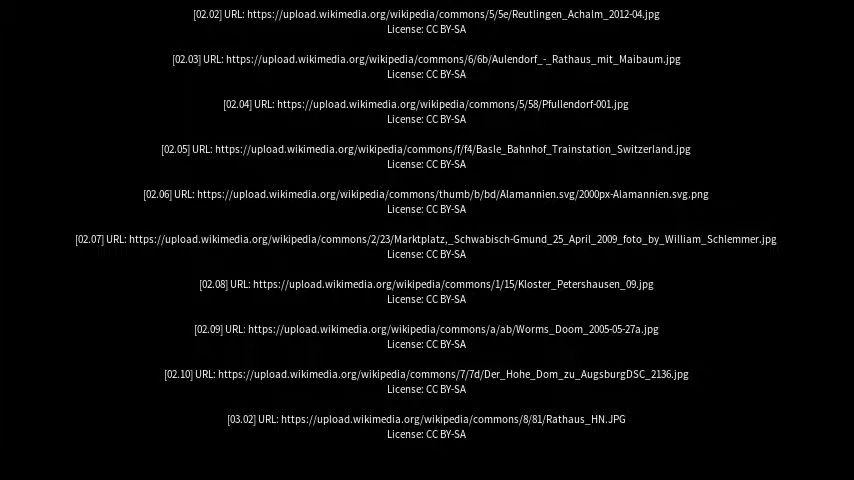 [02.02] URL: https://upload.wikimedia.org/wikipedia/commons/5/5e/Reutlingen_Achalm_2012-04.jpg
License: CC BY-SA
[02.03] URL: https://upload.wikimedia.org/wikipedia/commons/6/6b/Aulendorf_-_Rathaus_mit_Maibaum.jpg
License: CC BY-SA
[02.04] URL: https://upload.wikimedia.org/wikipedia/commons/5/58/Pfullendorf-001.jpg
License: CC BY-SA
[02.05] URL: https://upload.wikimedia.org/wikipedia/commons/f/f4/Basle_Bahnhof_Trainstation_Switzerland.jpg
License: CC BY-SA
[02.06] URL: https://upload.wikimedia.org/wikipedia/commons/thumb/b/bd/Alamannien.svg/2000px-Alamannien.svg.png
License: CC BY-SA
[02.07] URL: https://upload.wikimedia.org/wikipedia/commons/2/23/Marktplatz,_Schwabisch-Gmund_25_April_2009_foto_by_William_Schlemmer.jpg
License: CC BY-SA
[02.08] URL: https://upload.wikimedia.org/wikipedia/commons/1/15/Kloster_Petershausen_09.jpg
License: CC BY-SA
[02.09] URL: https://upload.wikimedia.org/wikipedia/commons/a/ab/Worms_Doom_2005-05-27a.jpg
License: CC BY-SA
[02.10] URL: https://upload.wikimedia.org/wikipedia/commons/7/7d/Der_Hohe_Dom_zu_AugsburgDSC_2136.jpg
License: CC BY-SA
[03.02] URL: https://upload.wikimedia.org/wikipedia/commons/8/81/Rathaus_HN.JPG
License: CC BY-SA